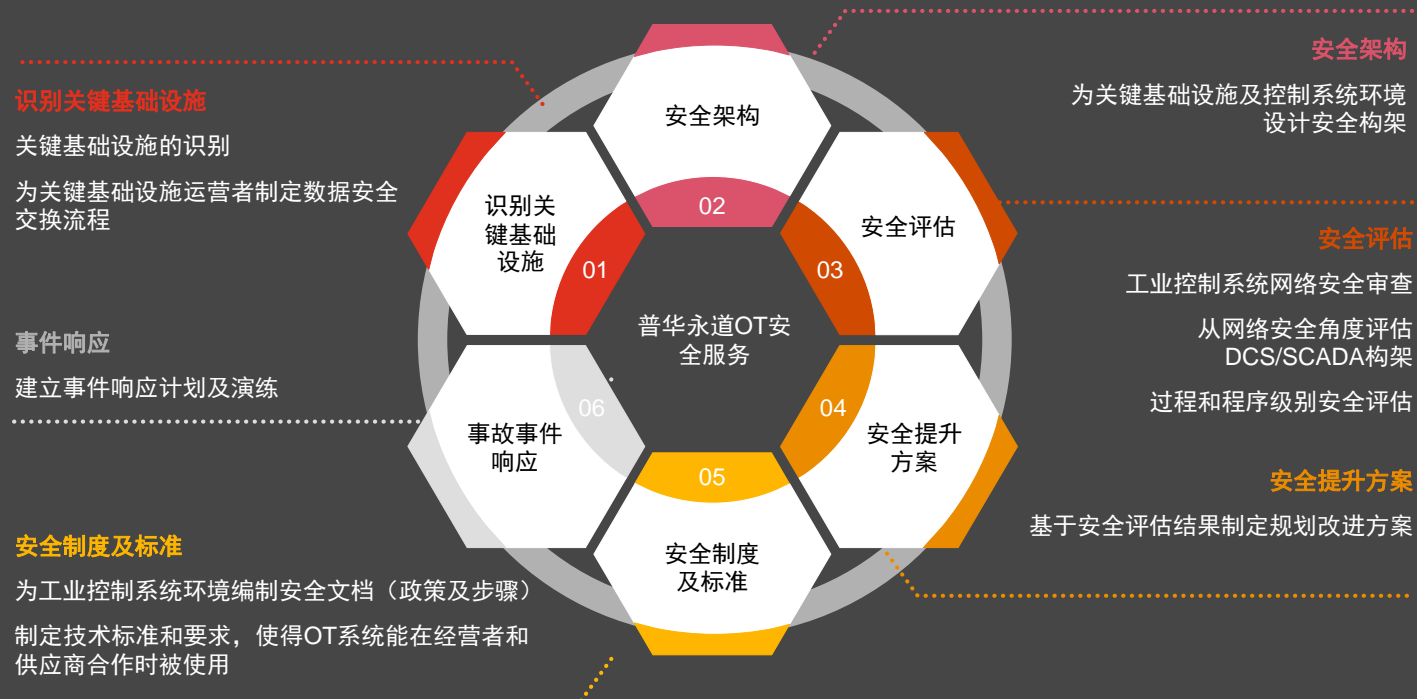 识别关键基础设施
关键基础设施的识别
为关键基础设施运营者制定数据安全
交换流程
事件响应
建立事件响应计划及演练
安全制度及标准
为工业控制系统环境编制安全文档（政策及步骤）
制定技术标准和要求，使得OT系统能在经营者和
供应商合作时被使用
安全架构
02
识别关
键基础
设施
01
安全评估
03
普华永道OT安
全服务
事故事件
响应
06
安全提升
方案
04
05
安全制度
及标准
安全架构
为关键基础设施及控制系统环境
设计安全构架
安全评估
工业控制系统网络安全审查
从网络安全角度评估
DCS/SCADA构架
过程和程序级别安全评估
安全提升方案
基于安全评估结果制定规划改进方案